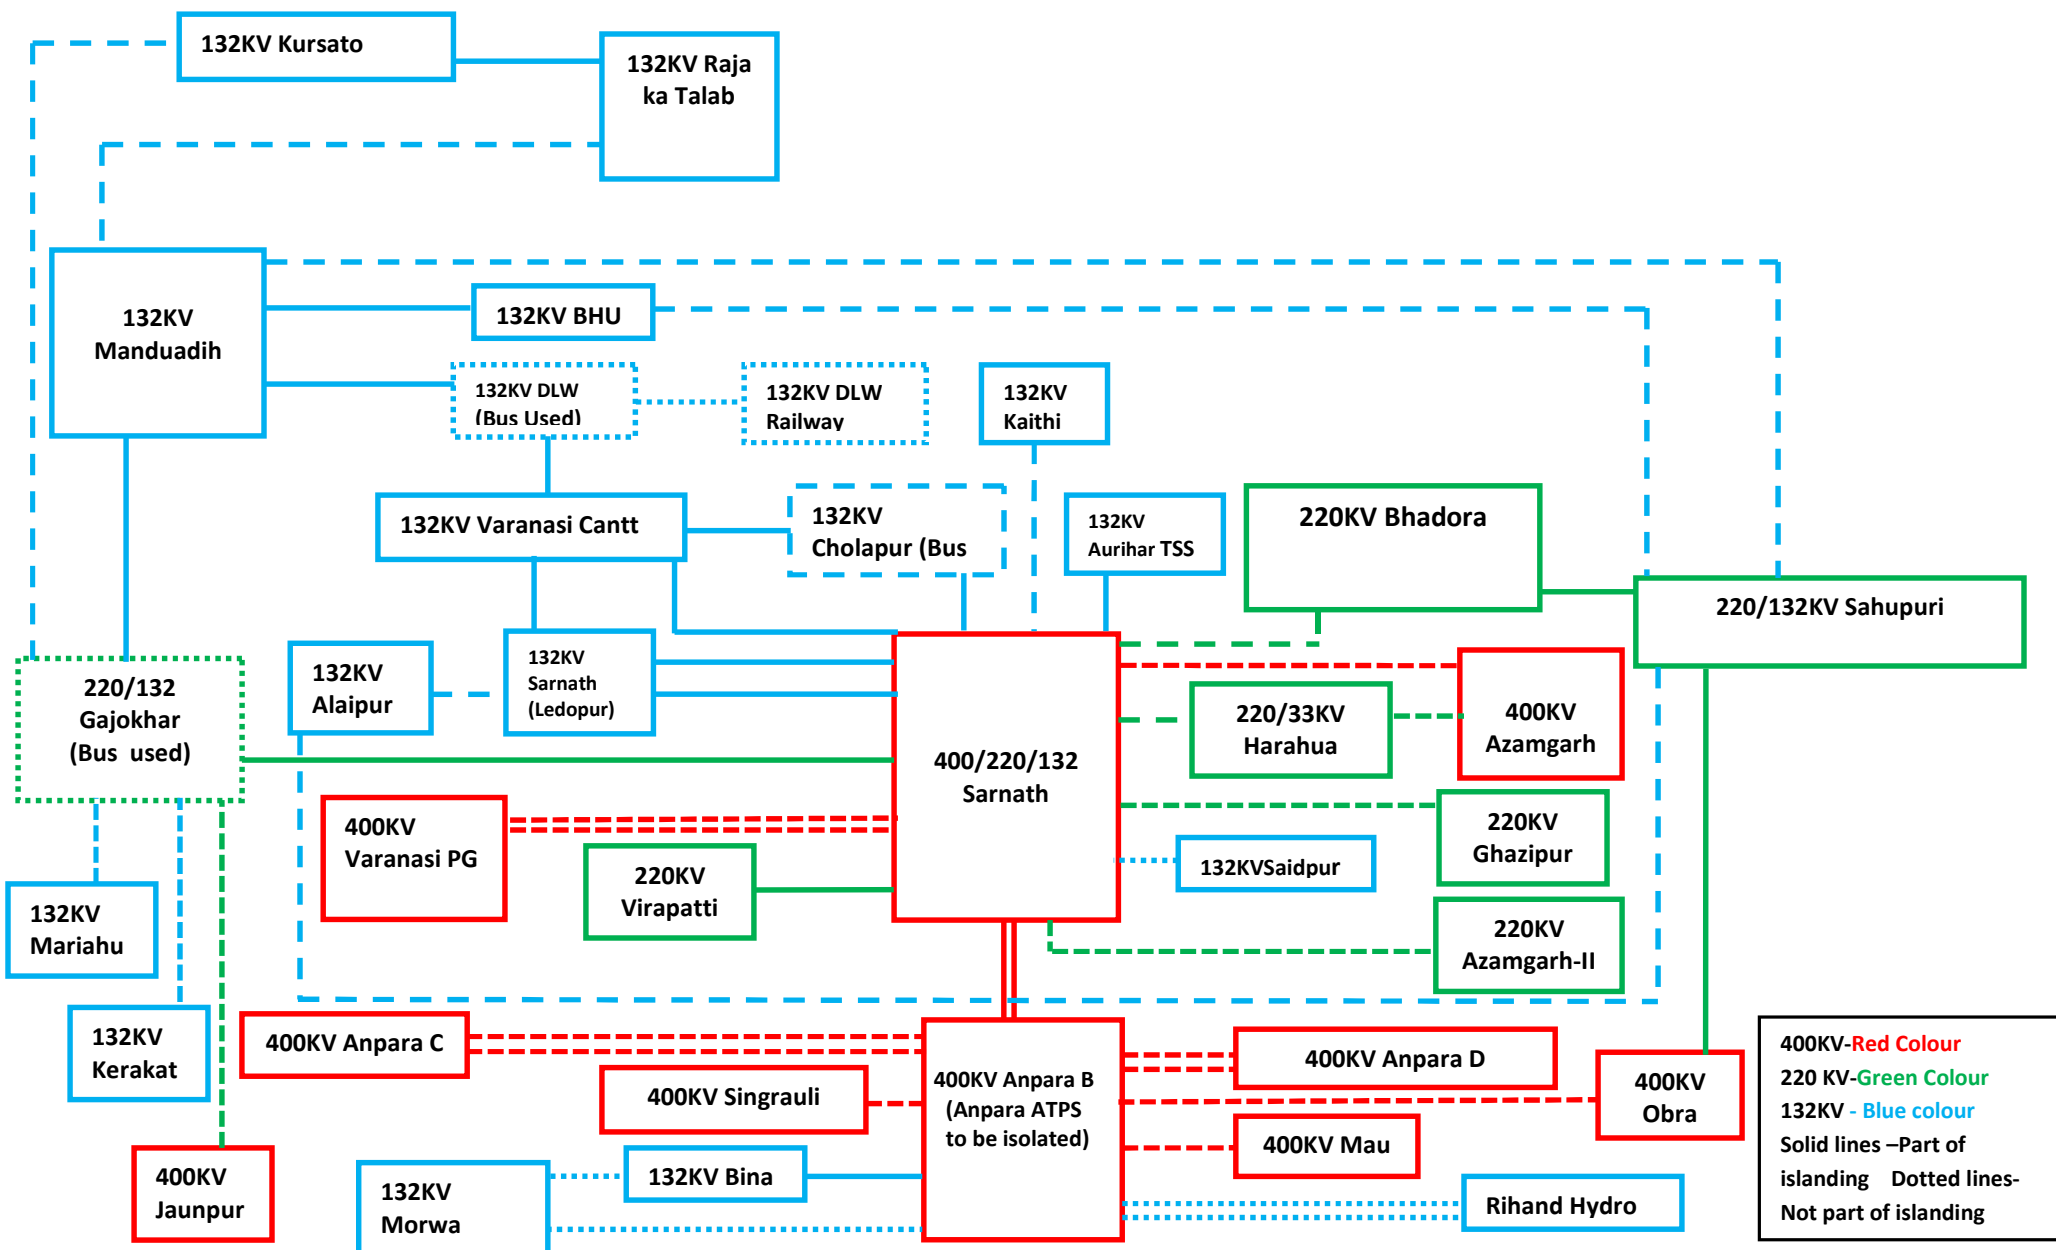 132KV Kursato
132KV Raja
ka Talab
132KV
Manduadih
132KV BHU
132KV DLW
(Bus Used)
132KV DLW
Railway
132KV
Kaithi
132KV Varanasi Cantt
132KV
Cholapur (Bus
132KV
Aurihar TSS
220KV Bhadora
220/132KV Sahupuri
220/132
Gajokhar
(Bus used)
132KV
Alaipur
132KV
Sarnath
(Ledopur)
400/220/132
Sarnath
220/33KV
Harahua
400KV
Azamgarh
400KV
Varanasi PG
220KV
Virapatti
220KV
Ghazipur
132KVSaidpur
220KV
Azamgarh-II
132KV
Mariahu
132KV
Kerakat
400KV
Jaunpur
400KV Anpara C
400KV Singrauli
132KV Bina
132KV
Morwa
400KV Anpara B
(Anpara ATPS
to be isolated)
400KV Anpara D
400KV Mau
Rihand Hydro
400KV
Obra
400KV-Red Colour
220 KV-Green Colour
132KV - Blue colour
Solid lines –Part of
islanding Dotted lines-
Not part of islanding